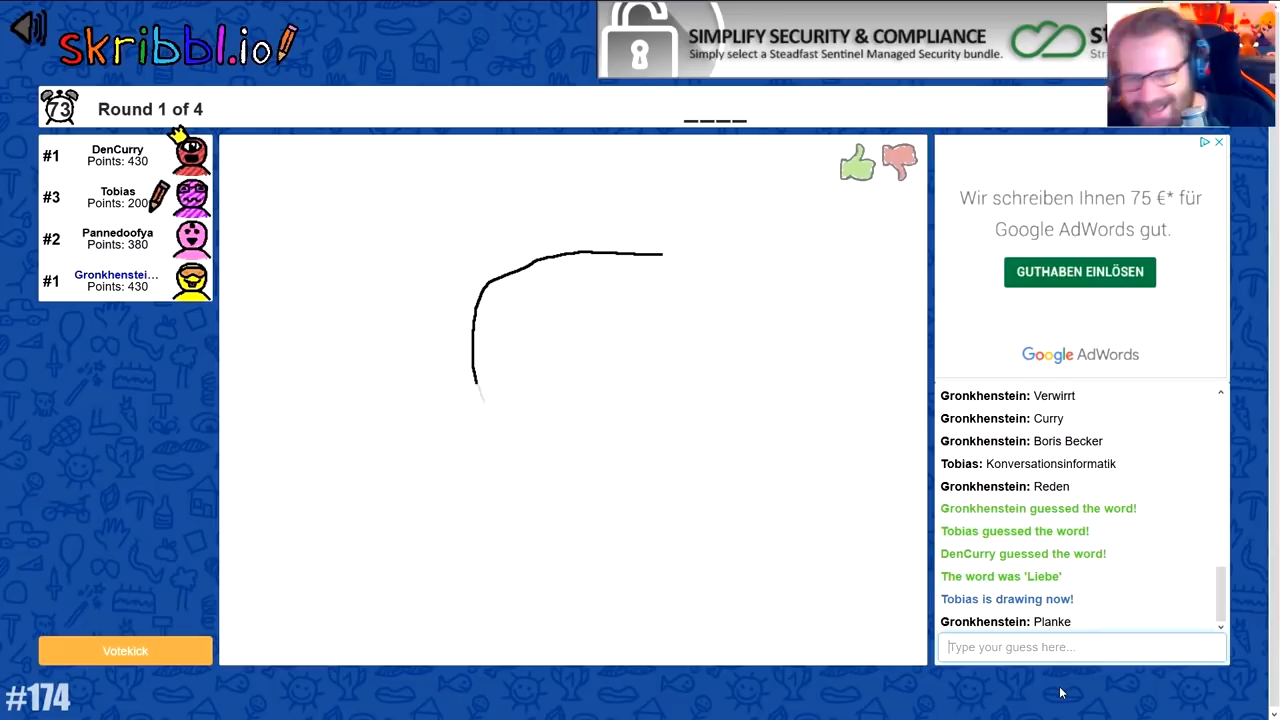 skribbl.io!
SIMPLIFY SECURITY & COMPLIANCE
Simply select a Steadfast Sentinel Managed Security bundle.
73
Round 1 of 4
____
#1
DenCurry
Points: 430
#3
Tobias
Points: 200
#2
Pannedoofya
Points: 380
#1
Gronkhenstei...
Points: 430
Wir schreiben Ihnen 75 €* für
Google AdWords gut.
GUTHABEN EINLÖSEN
Google AdWords
Gronkhenstein: Verwirrt
Gronkhenstein: Curry
Gronkhenstein: Boris Becker
Tobias: Konversationsinformatik
Gronkhenstein: Reden
Gronkhenstein guessed the word!
Tobias guessed the word!
DenCurry guessed the word!
The word was 'Liebe'
Tobias is drawing now!
Gronkhenstein: Planke
Type your guess here...
Votekick
#174